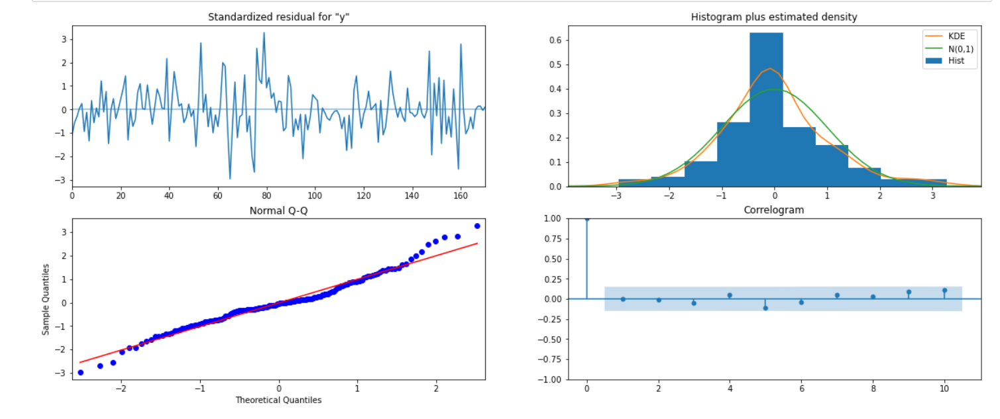 Standardized residual for "y"
3
2
1
0
−1
−2
−3
0 20 40 60 80 100 120 140 160
Histogram plus estimated density
KDE
N(0,1)
Hist
0.6
0.5
0.4
0.3
0.2
0.1
0.0
−3 −2 −1 0 1 2 3
Normal Q-Q
Sample Quantiles
3
2
1
0
−1
−2
−3
−2 −1 0 1 2
Theoretical Quantiles
Correlogram
1.00
0.75
0.50
0.25
0.00
−0.25
−0.50
−0.75
−1.00
0 2 4 6 8 10